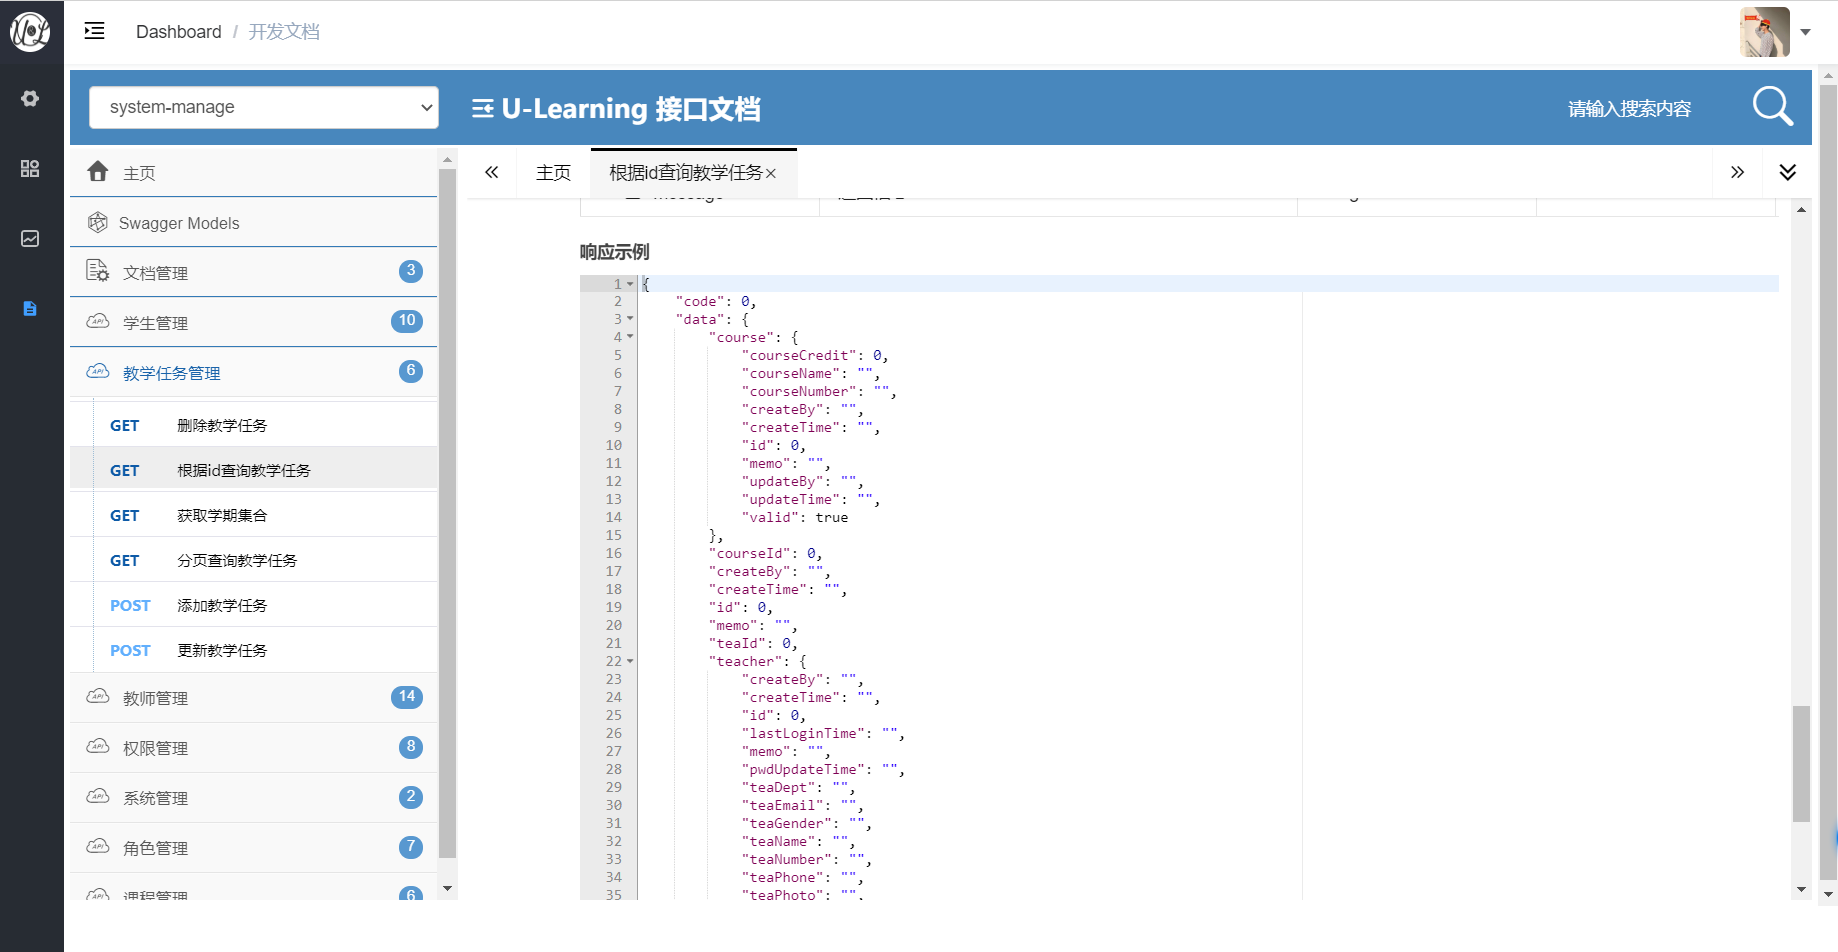 Dashboard / 开发文档
system-manage
U-Learning 接口文档
请输入搜索内容
主页
Swagger Models
文档管理 3
学生管理 10
教学任务管理 6
GET 删除教学任务
GET 根据id查询教学任务
GET 获取学期集合
GET 分页查询教学任务
POST 添加教学任务
POST 更新教学任务
教师管理 14
权限管理 8
系统管理 2
角色管理 7
课程管理 6
主页
根据id查询教学任务×
响应示例
1 {
2 "code": 0,
3 "data": {
4 "course": {
5 "courseCredit": 0,
6 "courseName": "",
7 "courseNumber": "",
8 "createBy": "",
9 "createTime": "",
10 "id": 0,
11 "memo": "",
12 "updateBy": "",
13 "updateTime": "",
14 "valid": true
15 },
16 "courseId": 0,
17 "createBy": "",
18 "createTime": "",
19 "id": 0,
20 "memo": "",
21 "teaId": 0,
22 "teacher": {
23 "createBy": "",
24 "createTime": "",
25 "id": 0,
26 "lastLoginTime": "",
27 "memo": "",
28 "pwdUpdateTime": "",
29 "teaDept": "",
30 "teaEmail": "",
31 "teaGender": "",
32 "teaName": "",
33 "teaNumber": "",
34 "teaPhone": "",
35 "teaPhoto": "",